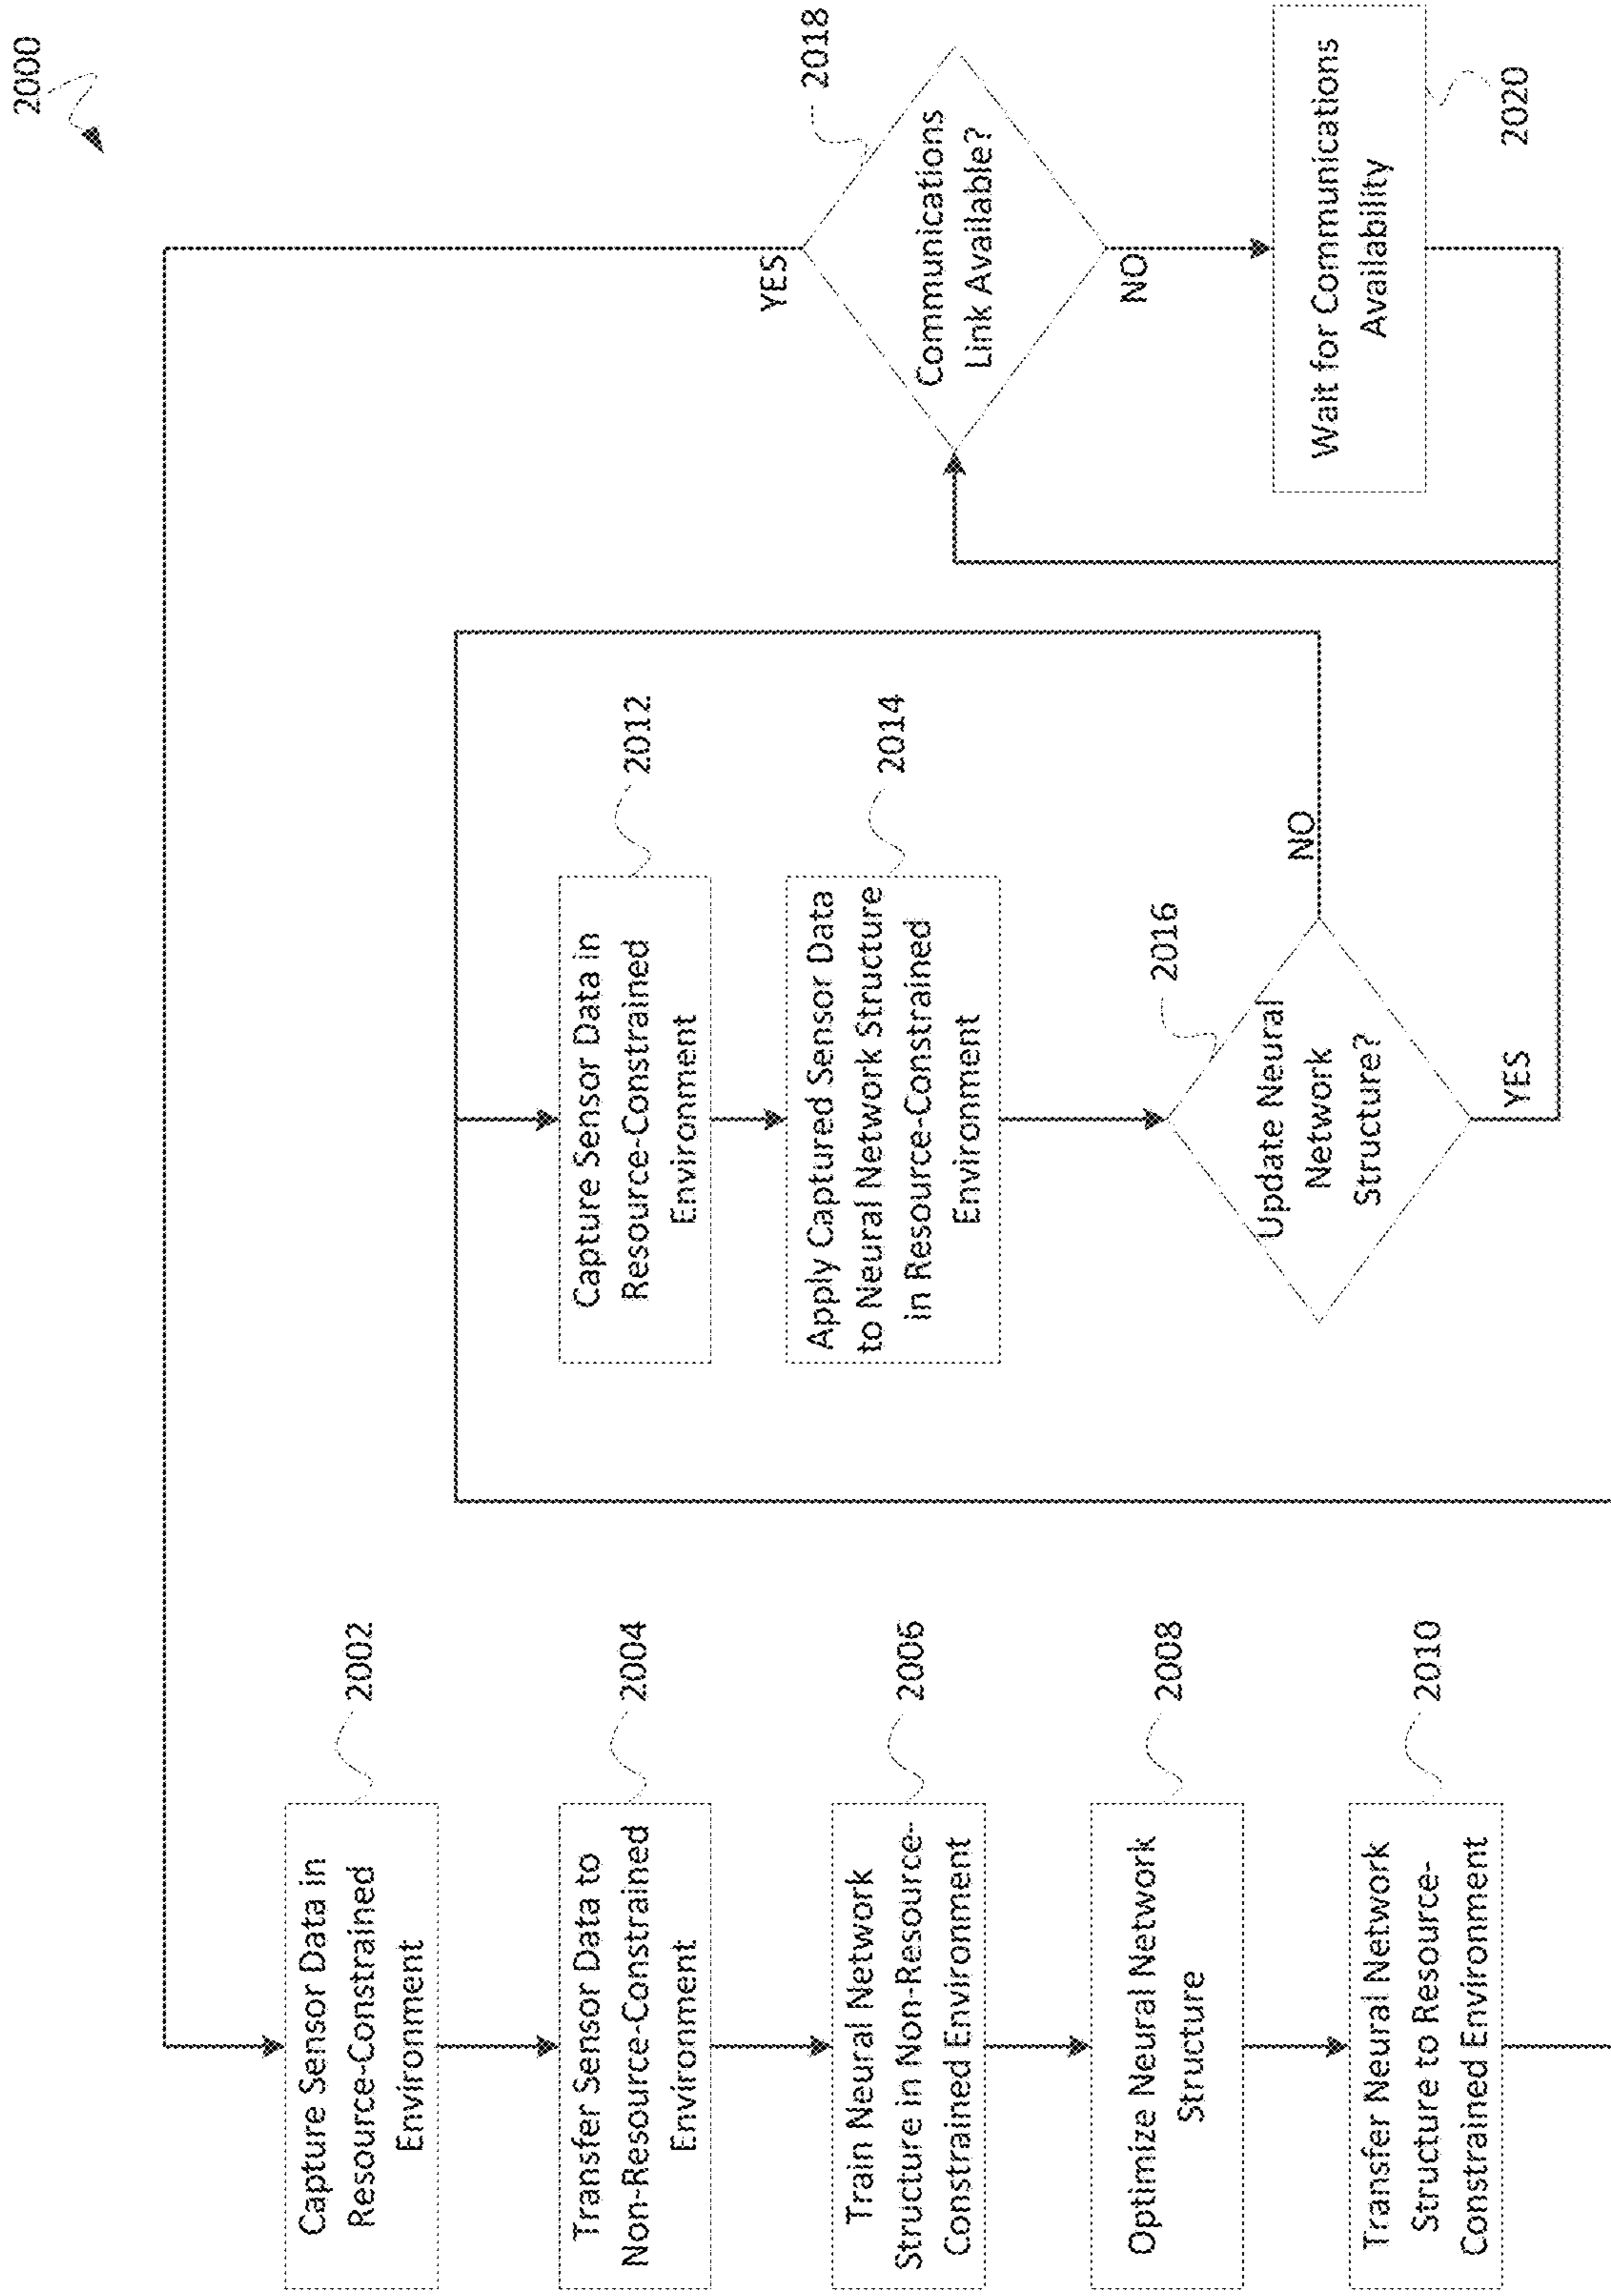 2000
Capture Sensor Data in
Resource-Constrained
Environment
2002
Transfer Sensor Data to
Non-Resource-Constrained
Environment
2004
Train Neural Network
Structure in Non-Resource-
Constrained Environment
2006
Optimize Neural Network
Structure
2008
Transfer Neural Network
Structure to Resource-
Constrained Environment
2010
Capture Sensor Data in
Resource-Constrained
Environment
2012
Apply Captured Sensor Data
to Neural Network Structure
in Resource-Constrained
Environment
2014
Update Neural
Network
Structure?
2016
NO
YES
YES
Communications
Link Available?
2018
NO
Wait for Communications
Availability
2020